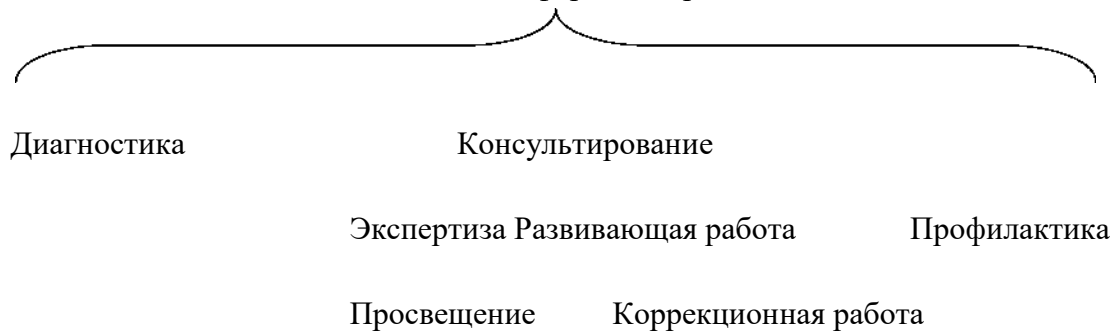 Диагностика Консультирование
Экспертиза Развивающая работа Профилактика
Просвещение Коррекционная работа